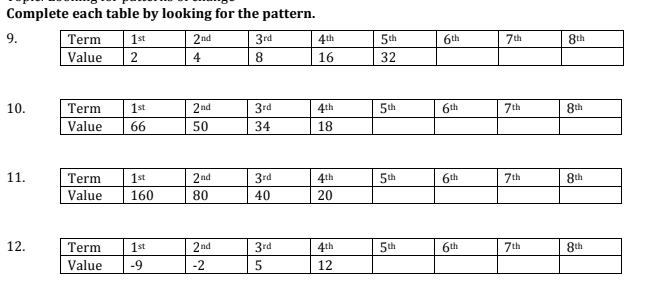 Complete each table by looking for the pattern.
9. Term 1st 2nd 3rd 4th 5th 6th 7th 8th
Value 2 4 8 16 32
10. Term 1st 2nd 3rd 4th 5th 6th 7th 8th
Value 66 50 34 18
11. Term 1st 2nd 3rd 4th 5th 6th 7th 8th
Value 160 80 40 20
12. Term 1st 2nd 3rd 4th 5th 6th 7th 8th
Value -9 -2 5 12